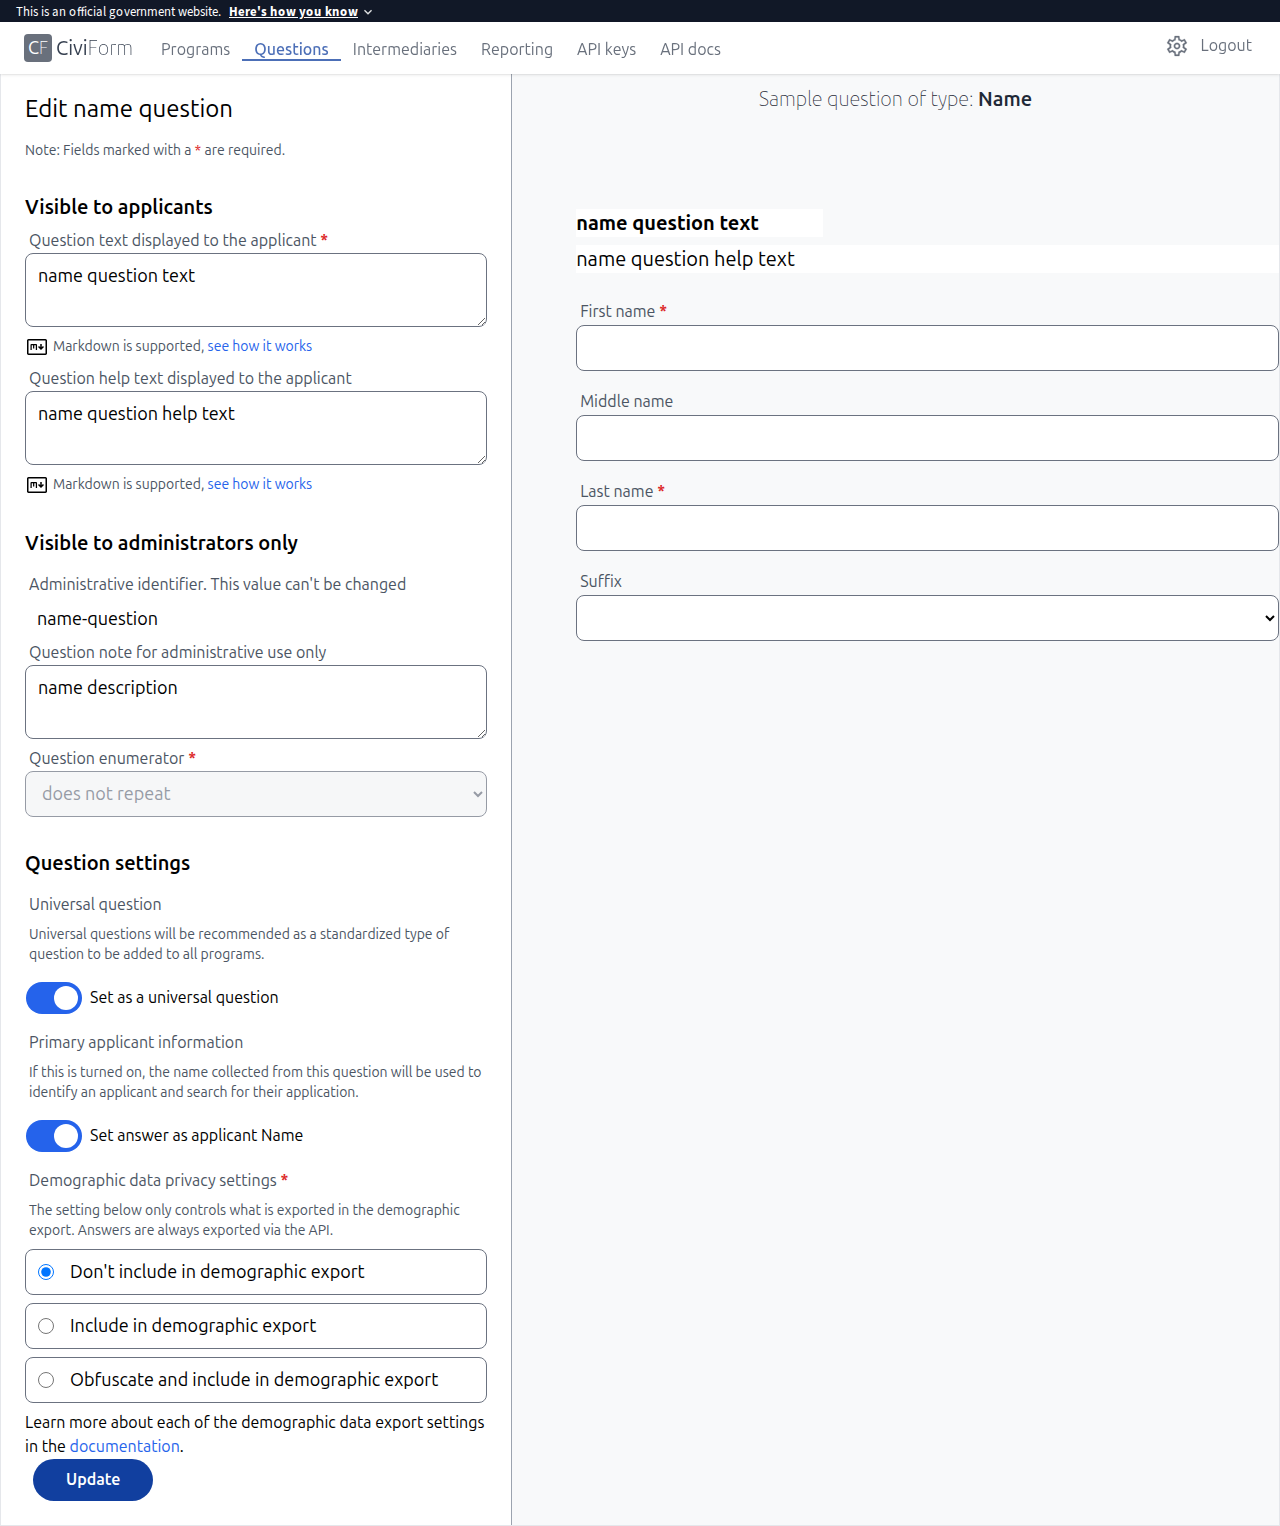 This is an official government website. Here's how you know
CF CiviForm Programs Questions Intermediaries Reporting API keys API docs Logout
Edit name question
Note: Fields marked with a * are required.
Visible to applicants
Question text displayed to the applicant *
name question text
Markdown is supported, see how it works
Question help text displayed to the applicant
name question help text
Markdown is supported, see how it works
Visible to administrators only
Administrative identifier. This value can't be changed
name-question
Question note for administrative use only
name description
Question enumerator *
does not repeat
Question settings
Universal question
Universal questions will be recommended as a standardized type of
question to be added to all programs.
Set as a universal question
Primary applicant information
If this is turned on, the name collected from this question will be used to
identify an applicant and search for their application.
Set answer as applicant Name
Demographic data privacy settings *
The setting below only controls what is exported in the demographic
export. Answers are always exported via the API.
Don't include in demographic export
Include in demographic export
Obfuscate and include in demographic export
Learn more about each of the demographic data export settings
in the documentation.
Update
Sample question of type: Name
name question text
name question help text
First name *
Middle name
Last name *
Suffix